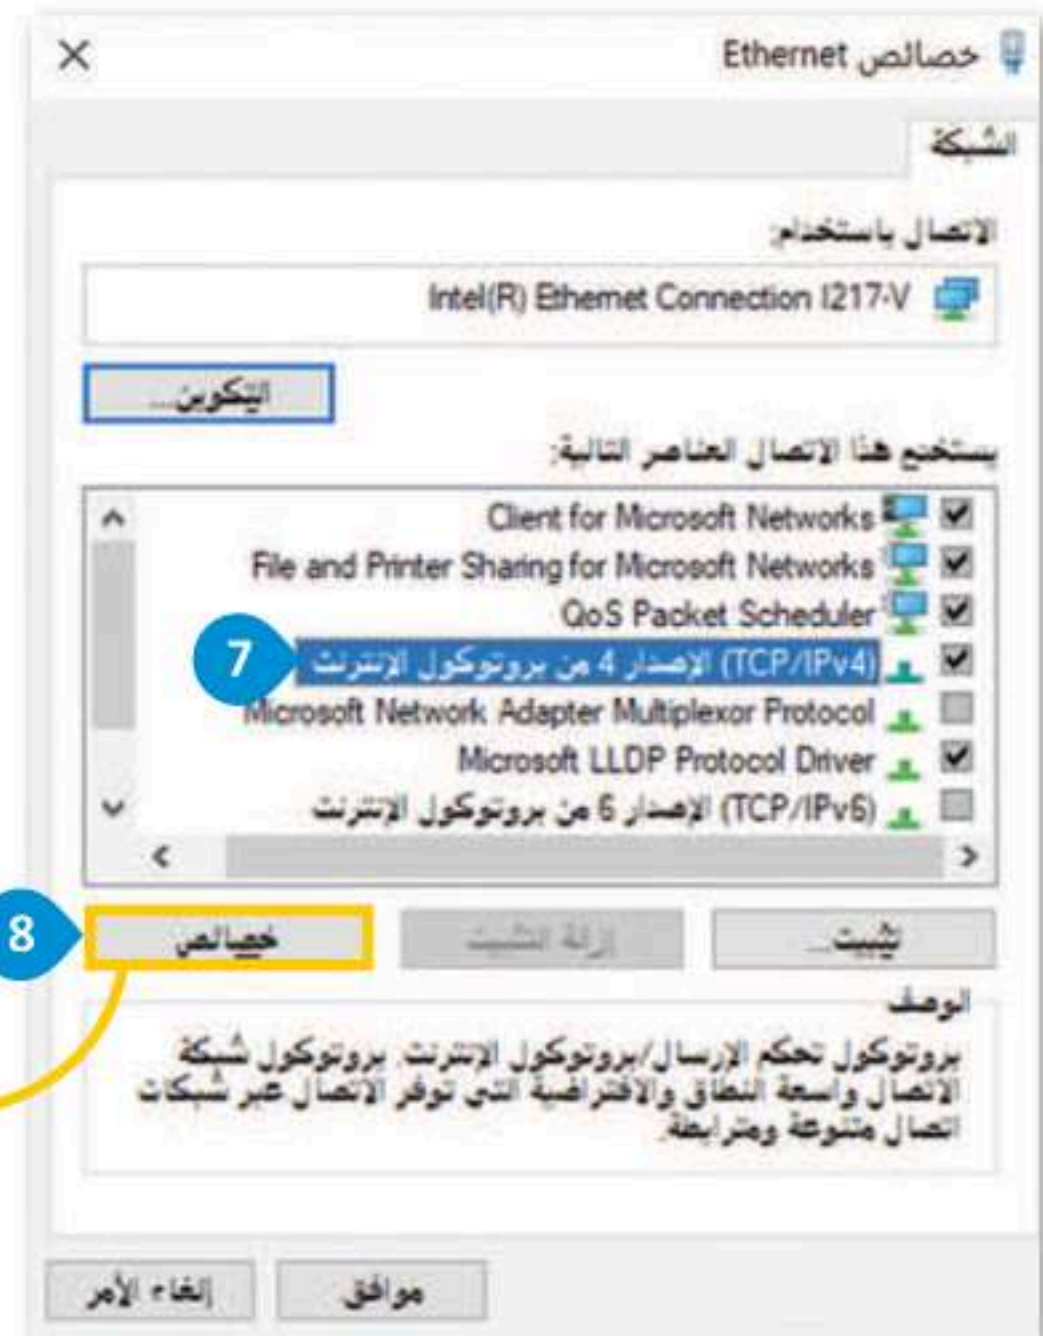 خصائص Ethernet
الشبكة
الاتصال باستخدام:
Intel(R) Ethernet Connection I217-V
التكوين...
يستخدم هذا الاتصال العناصر التالية:
Client for Microsoft Networks
File and Printer Sharing for Microsoft Networks
QoS Packet Scheduler
7
(TCP/IPv4) الإصدار 4 من بروتوكول الإنترنت
Microsoft Network Adapter Multiplexor Protocol
Microsoft LLDP Protocol Driver
(TCP/IPv6) الإصدار 6 من بروتوكول الإنترنت
تثبيت...
إزالة التثبيت
خصائص
8
الوصف
بروتوكول تحكم الإرسال/بروتوكول الإنترنت. بروتوكول شبكة
الاتصال واسعة النطاق والافتراضية التي توفر الاتصال عبر شبكات
اتصال متنوعة ومترابطة.
موافق
إلغاء الأمر